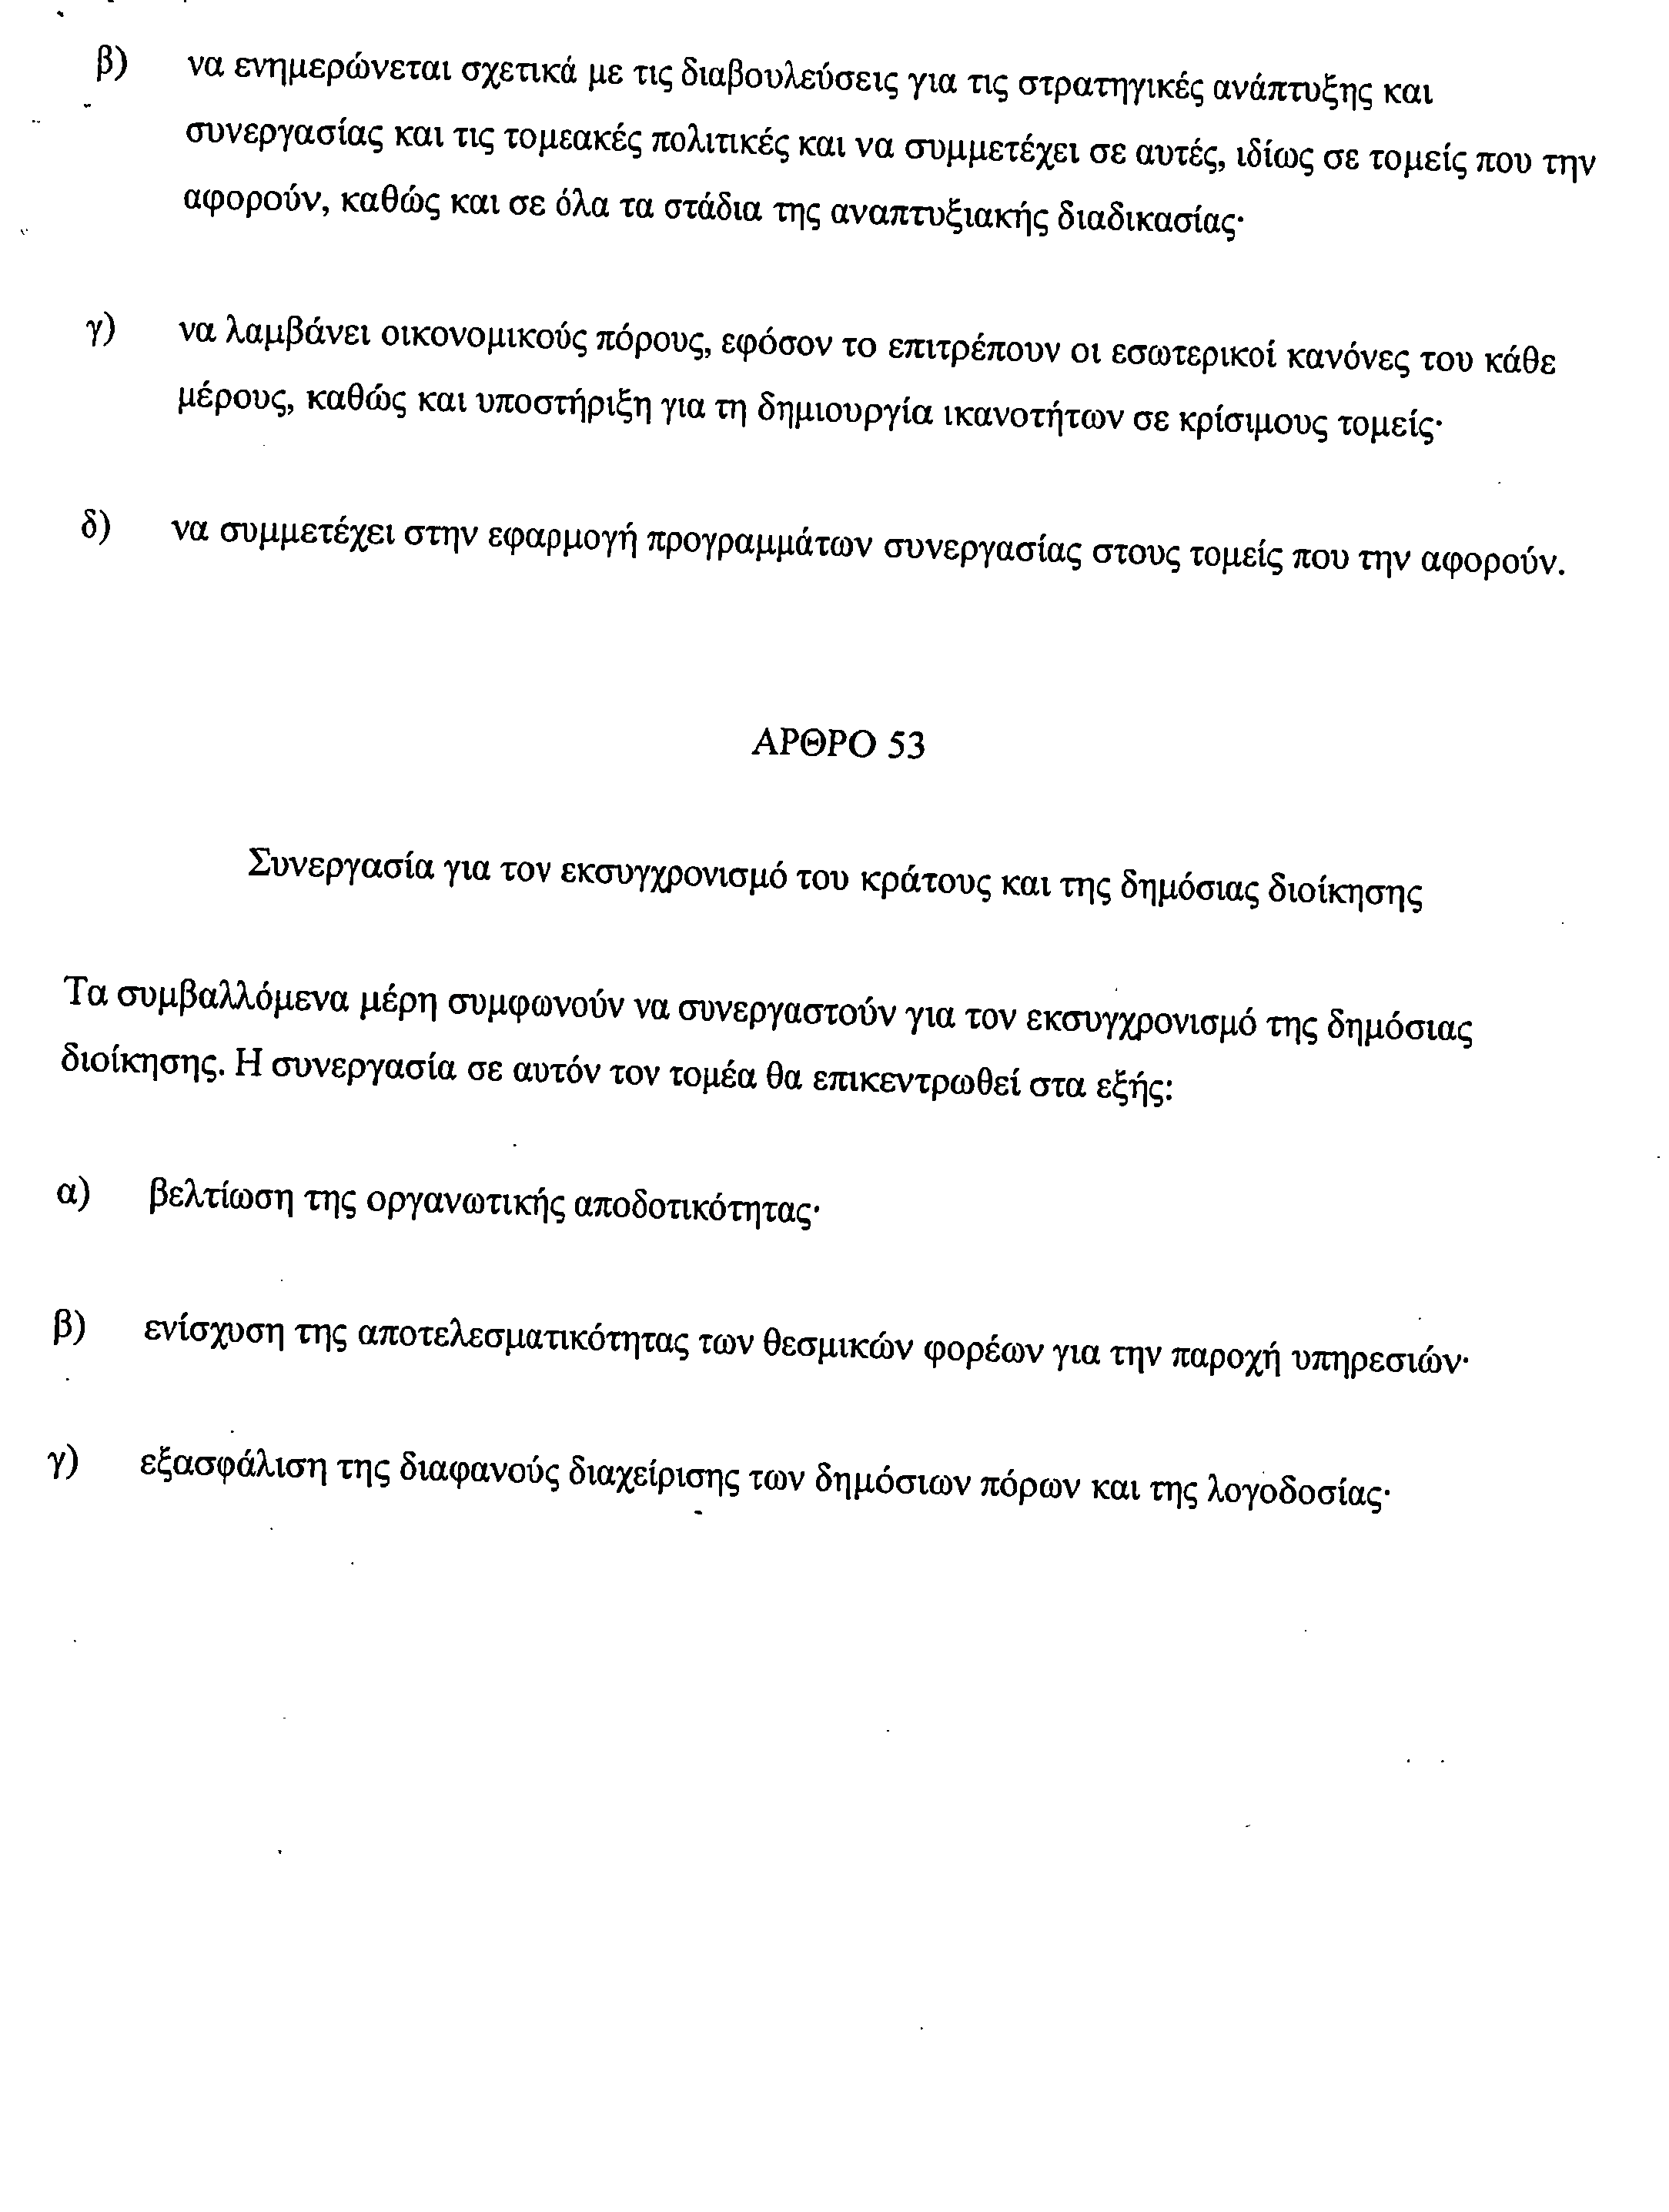 β) να ενημερώνεται σχετικά με τις διαβουλεύσεις για τις στρατηγικές ανάπτυξης και
συνεργασίας και τις τομεακές πολιτικές και να συμμετέχει σε αυτές, ιδίως σε τομείς που την
αφορούν, καθώς και σε όλα τα στάδια της αναπτυξιακής διαδικασίας·
γ) να λαμβάνει οικονομικούς πόρους, εφόσον το επιτρέπουν οι εσωτερικοί κανόνες του κάθε
μέρους, καθώς και υποστήριξη για τη δημιουργία ικανοτήτων σε κρίσιμους τομείς·
δ) να συμμετέχει στην εφαρμογή προγραμμάτων συνεργασίας στους τομείς που την αφορούν.
ΑΡΘΡΟ 53
Συνεργασία για τον εκσυγχρονισμό του κράτους και της δημόσιας διοίκησης
Τα συμβαλλόμενα μέρη συμφωνούν να συνεργαστούν για τον εκσυγχρονισμό της δημόσιας
διοίκησης. Η συνεργασία σε αυτόν τον τομέα θα επικεντρωθεί στα εξής:
α) βελτίωση της οργανωτικής αποδοτικότητας·
β) ενίσχυση της αποτελεσματικότητας των θεσμικών φορέων για την παροχή υπηρεσιών·
γ) εξασφάλιση της διαφανούς διαχείρισης των δημόσιων πόρων και της λογοδοσίας·